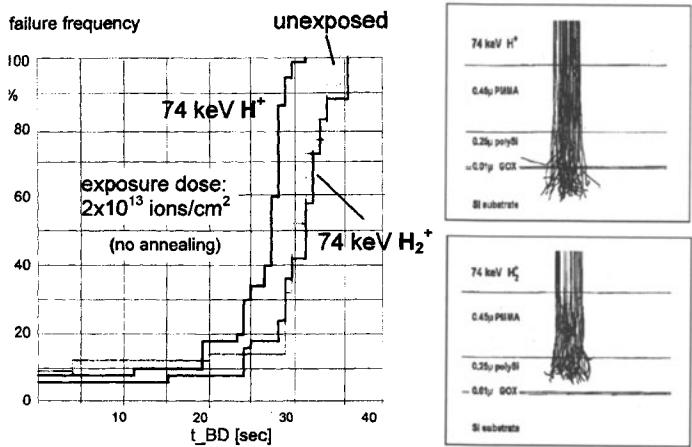 failure frequency
unexposed
100
%
80
60
40
20
10
0
74 keV H⁺
exposure dose:
2x10¹³ ions/cm²
(no annealing)
74 keV H₂⁺
10
20
30
40
t_BD [sec]
74 keV H⁺
0.45μ PMMA
0.25μ polySi
0.01μ GOX
Si substrate
74 keV H₂⁺
0.45μ PMMA
0.25μ polySi
0.01μ GOX
Si substrate